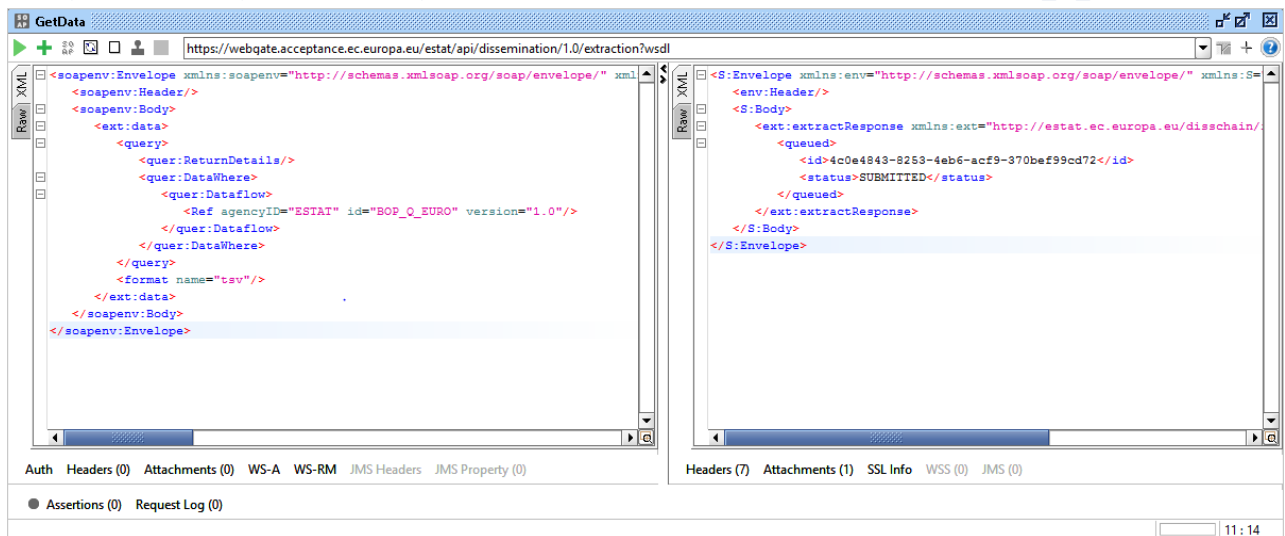 GetData
https://webgate.acceptance.ec.europa.eu/estat/api/dissemination/1.0/extraction?wsdl
XML
Raw
<soapenv:Envelope xmlns:soapenv="http://schemas.xmlsoap.org/soap/envelope/" xml
<soapenv:Header/>
<soapenv:Body>
<ext:data>
<query>
<quer:ReturnDetails/>
<quer:DataWhere>
<quer:Dataflow>
<Ref agencyID="ESTAT" id="BOP_Q_EURO" version="1.0"/>
</quer:Dataflow>
</quer:DataWhere>
</query>
<format name="tsv"/>
</ext:data>
</soapenv:Body>
</soapenv:Envelope>
XML
Raw
<S:Envelope xmlns:env="http://schemas.xmlsoap.org/soap/envelope/" xmlns:S=
<env:Header/>
<S:Body>
<ext:extractResponse xmlns:ext="http://estat.ec.europa.eu/disschain/
<queued>
<id>4c0e4843-8253-4eb6-acf9-370bef99cd72</id>
<status>SUBMITTED</status>
</queued>
</ext:extractResponse>
</S:Body>
</S:Envelope>
Auth Headers (0) Attachments (0) WS-A WS-RM JMS Headers JMS Property (0)
Headers (7) Attachments (1) SSL Info WSS (0) JMS (0)
Assertions (0) Request Log (0)
11 : 14